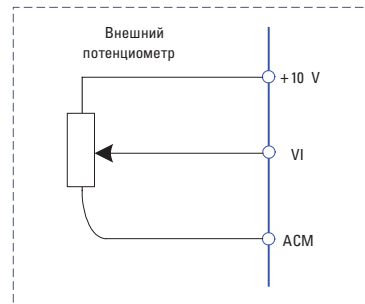 Внешний
потенциометр
+10 V
VI
ACM